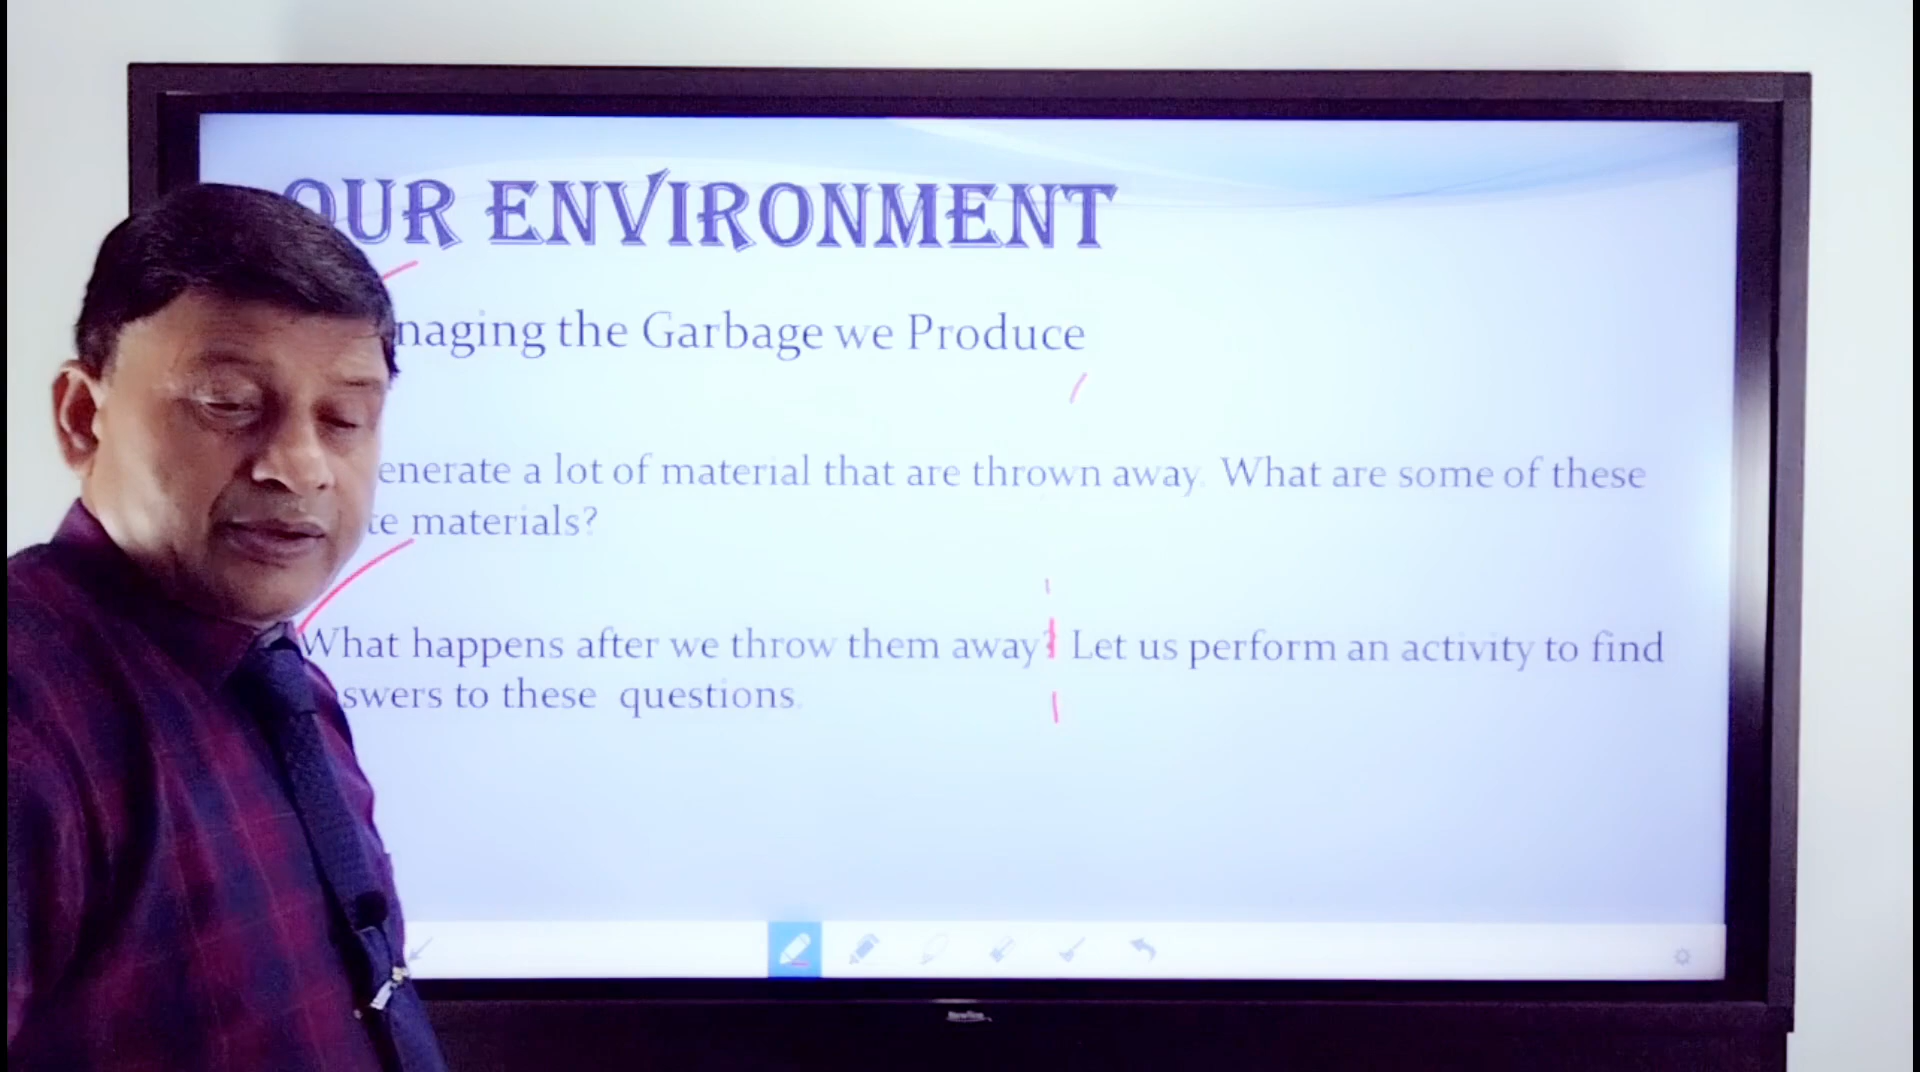 OUR ENVIRONMENT
naging the Garbage we Produce
enerate a lot of material that are thrown away. What are some of these
te materials?
What happens after we throw them away? Let us perform an activity to find
swers to these questions.